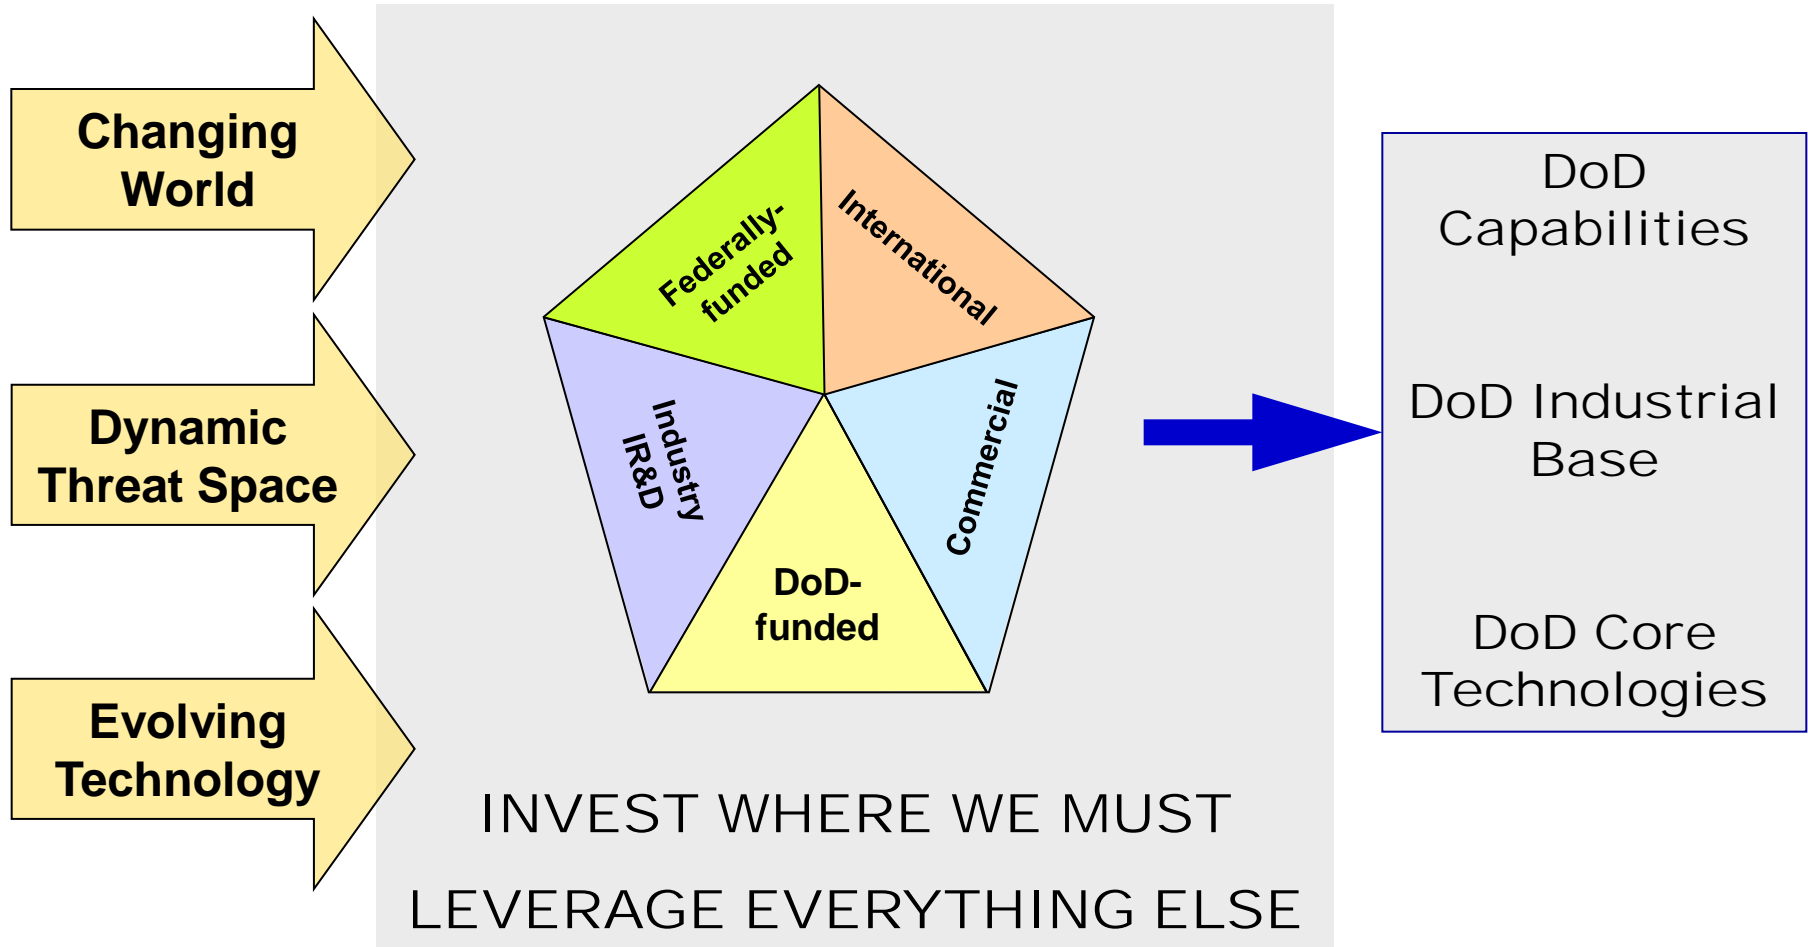 Changing
World
Dynamic
Threat Space
Evolving
Technology
Federally-
funded
International
Industry
IR&D
Commercial
DoD-
funded
INVEST WHERE WE MUST
LEVERAGE EVERYTHING ELSE
DoD
Capabilities
DoD Industrial
Base
DoD Core
Technologies